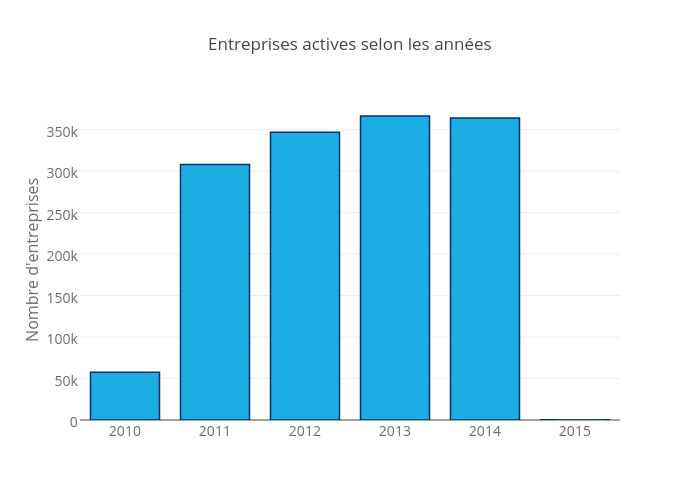 Entreprises actives selon les années
Nombre d'entreprises
350k
300k
250k
200k
150k
100k
50k
0
2010 2011 2012 2013 2014 2015